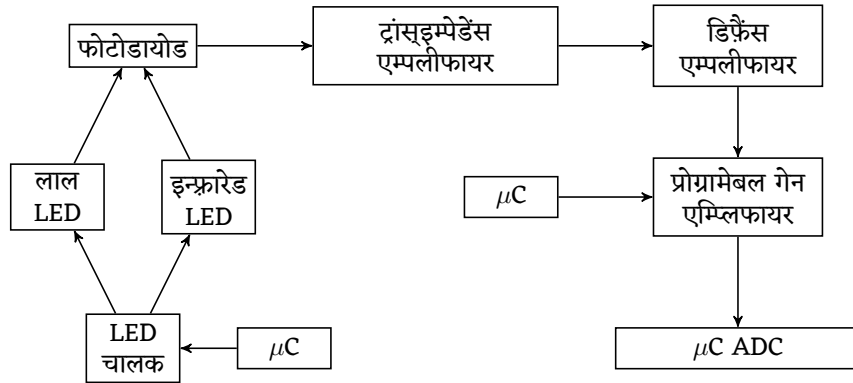 फोटोडायोड
ट्रांस्इम्पेडेंस
एम्पलीफायर
डिफ़ैंस
एम्पलीफायर
लाल
LED
इन्फ़्रारेड
LED
μC
प्रोग्रामेबल गेन
एम्प्लिफायर
LED
चालक
μC
μC ADC